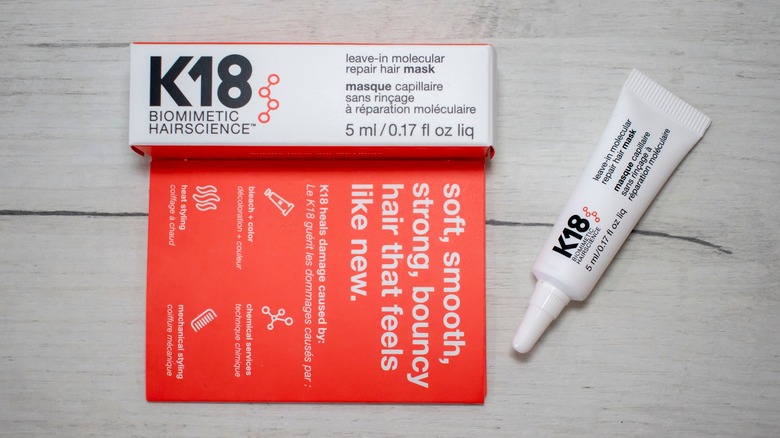 K18
BIOMIMETIC
HAIRSCIENCE™
leave-in molecular
repair hair mask
masque capillaire
sans rinçage
à réparation moléculaire
5 ml/0.17 fl oz liq
soft, smooth,
strong, bouncy
hair that feels
like new.
K18 heals damage caused by:
Le K18 guérit les dommages causés par :
bleach + color
décoloration + couleur
chemical services
technique chimique
heat styling
coiffage à chaud
mechanical styling
coiffure mécanique
leave-in molecular
repair hair mask
masque capillaire
sans rinçage à
réparation moléculaire
K18
BIOMIMETIC
HAIRSCIENCE
5 ml/0.17 fl oz liq